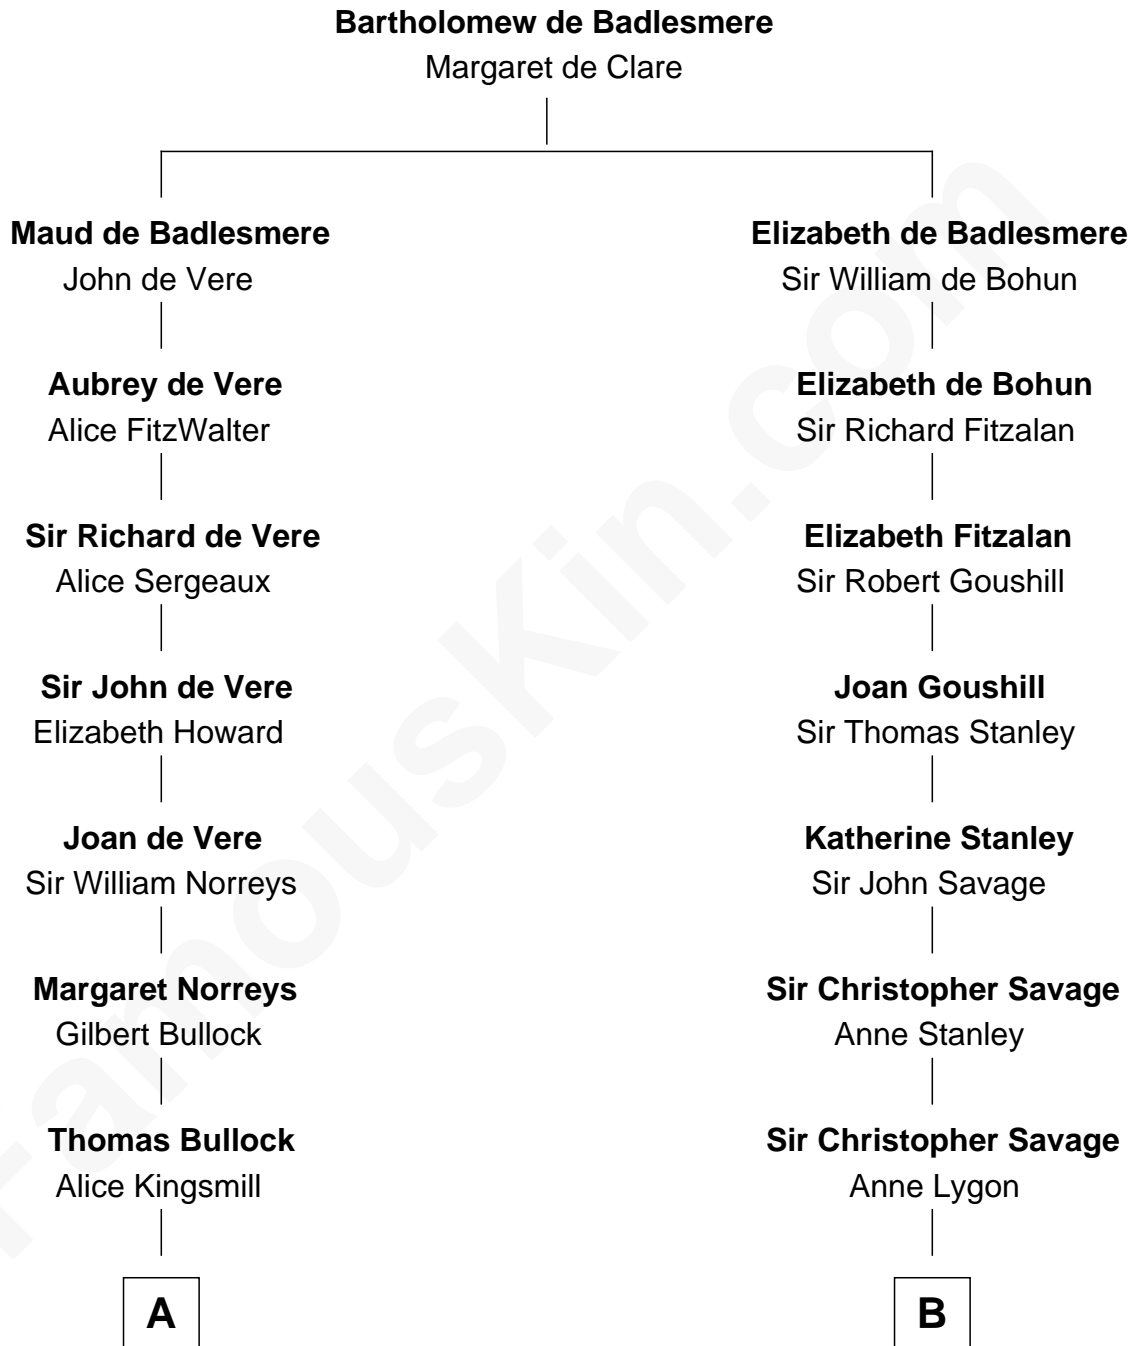 Bartholomew de Badlesmere
Margaret de Clare
Maud de Badlesmere
John de Vere
Elizabeth de Badlesmere
Sir William de Bohun
Aubrey de Vere
Alice FitzWalter
Elizabeth de Bohun
Sir Richard Fitzalan
Sir Richard de Vere
Alice Sergeaux
Elizabeth Fitzalan
Sir Robert Goushill
Sir John de Vere
Elizabeth Howard
Joan Goushill
Sir Thomas Stanley
Joan de Vere
Sir William Norreys
Katherine Stanley
Sir John Savage
Margaret Norreys
Gilbert Bullock
Sir Christopher Savage
Anne Stanley
Thomas Bullock
Alice Kingsmill
Sir Christopher Savage
Anne Lygon
A
B
FamousKin.com